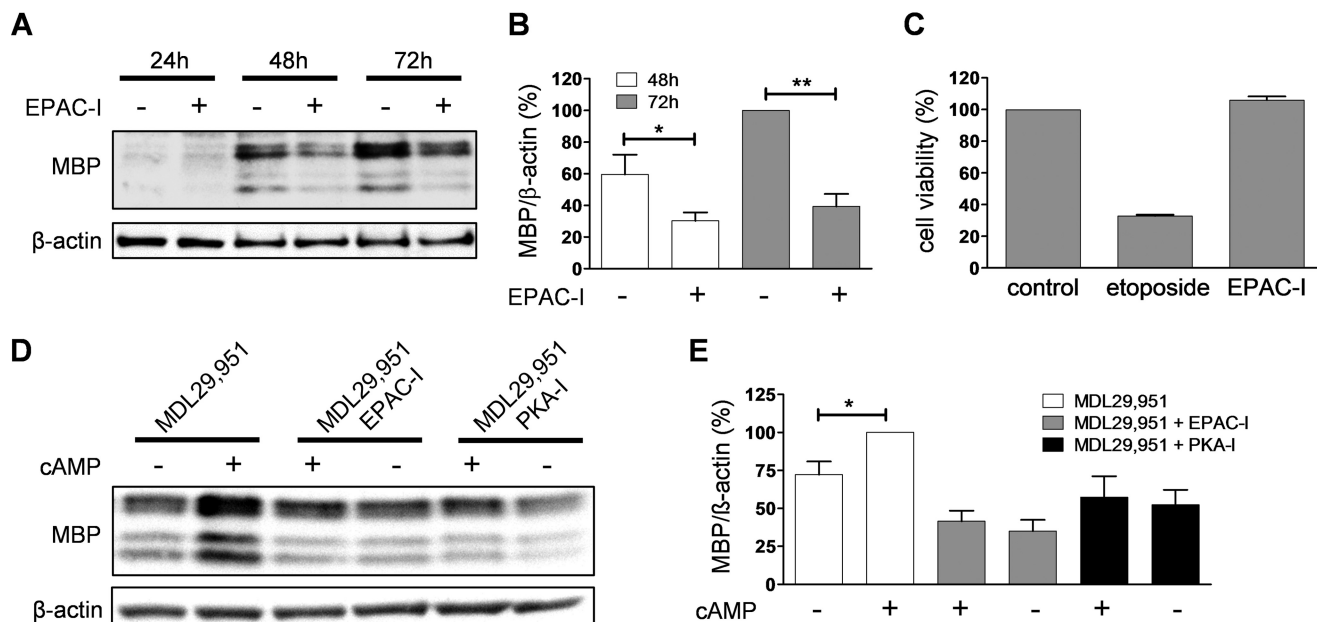 A
24h 48h 72h
EPAC-I - + - + - +
MBP
β-actin
B
MBP/β-actin (%)
120
100
80
60
40
20
0
48h
72h
*
**
EPAC-I - + - +
C
cell viability (%)
120
100
80
60
40
20
0
control etoposide EPAC-I
D
MDL29,951
MDL29,951
EPAC-I
MDL29,951
PKA-I
cAMP - + + - + -
MBP
β-actin
E
MBP/ß-actin (%)
125
100
75
50
25
0
*
MDL29,951
MDL29,951 + EPAC-I
MDL29,951 + PKA-I
cAMP - + + - + -